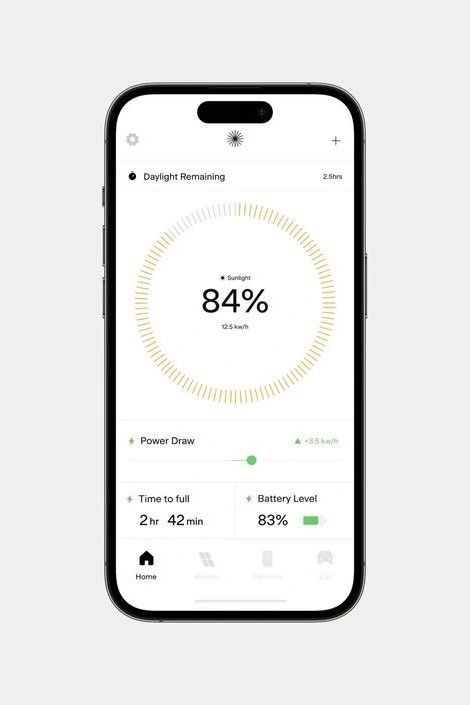 Daylight Remaining 2.5hrs
Sunlight
84%
12.5 kw/h
Power Draw +3.5 kw/h
Time to full
2 hr 42 min
Battery Level
83%
Home Panels Batteries Car